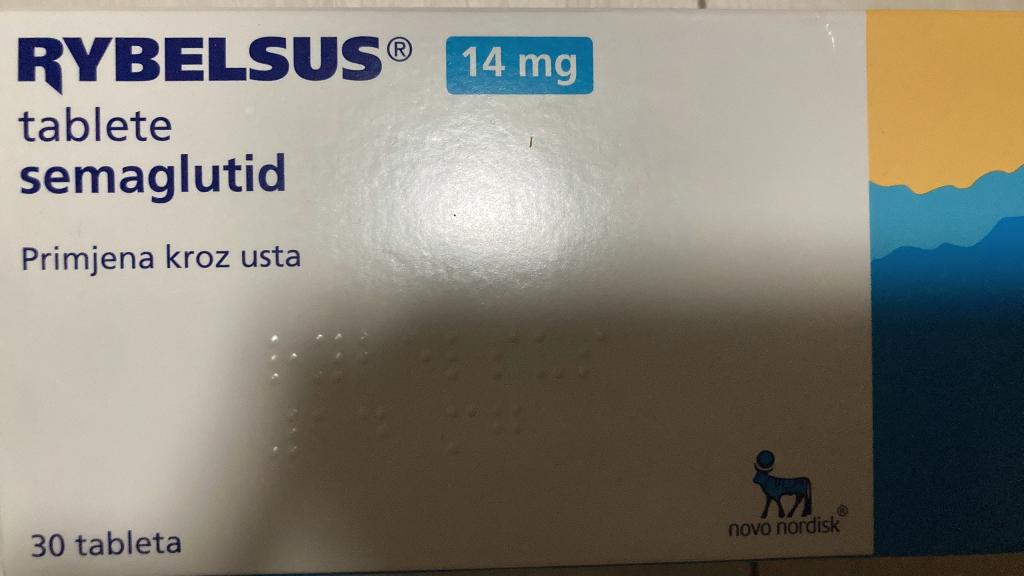 RYBELSUS® 14 mg
tablete
semaglutid
Primjena kroz usta
30 tableta
novo nordisk®